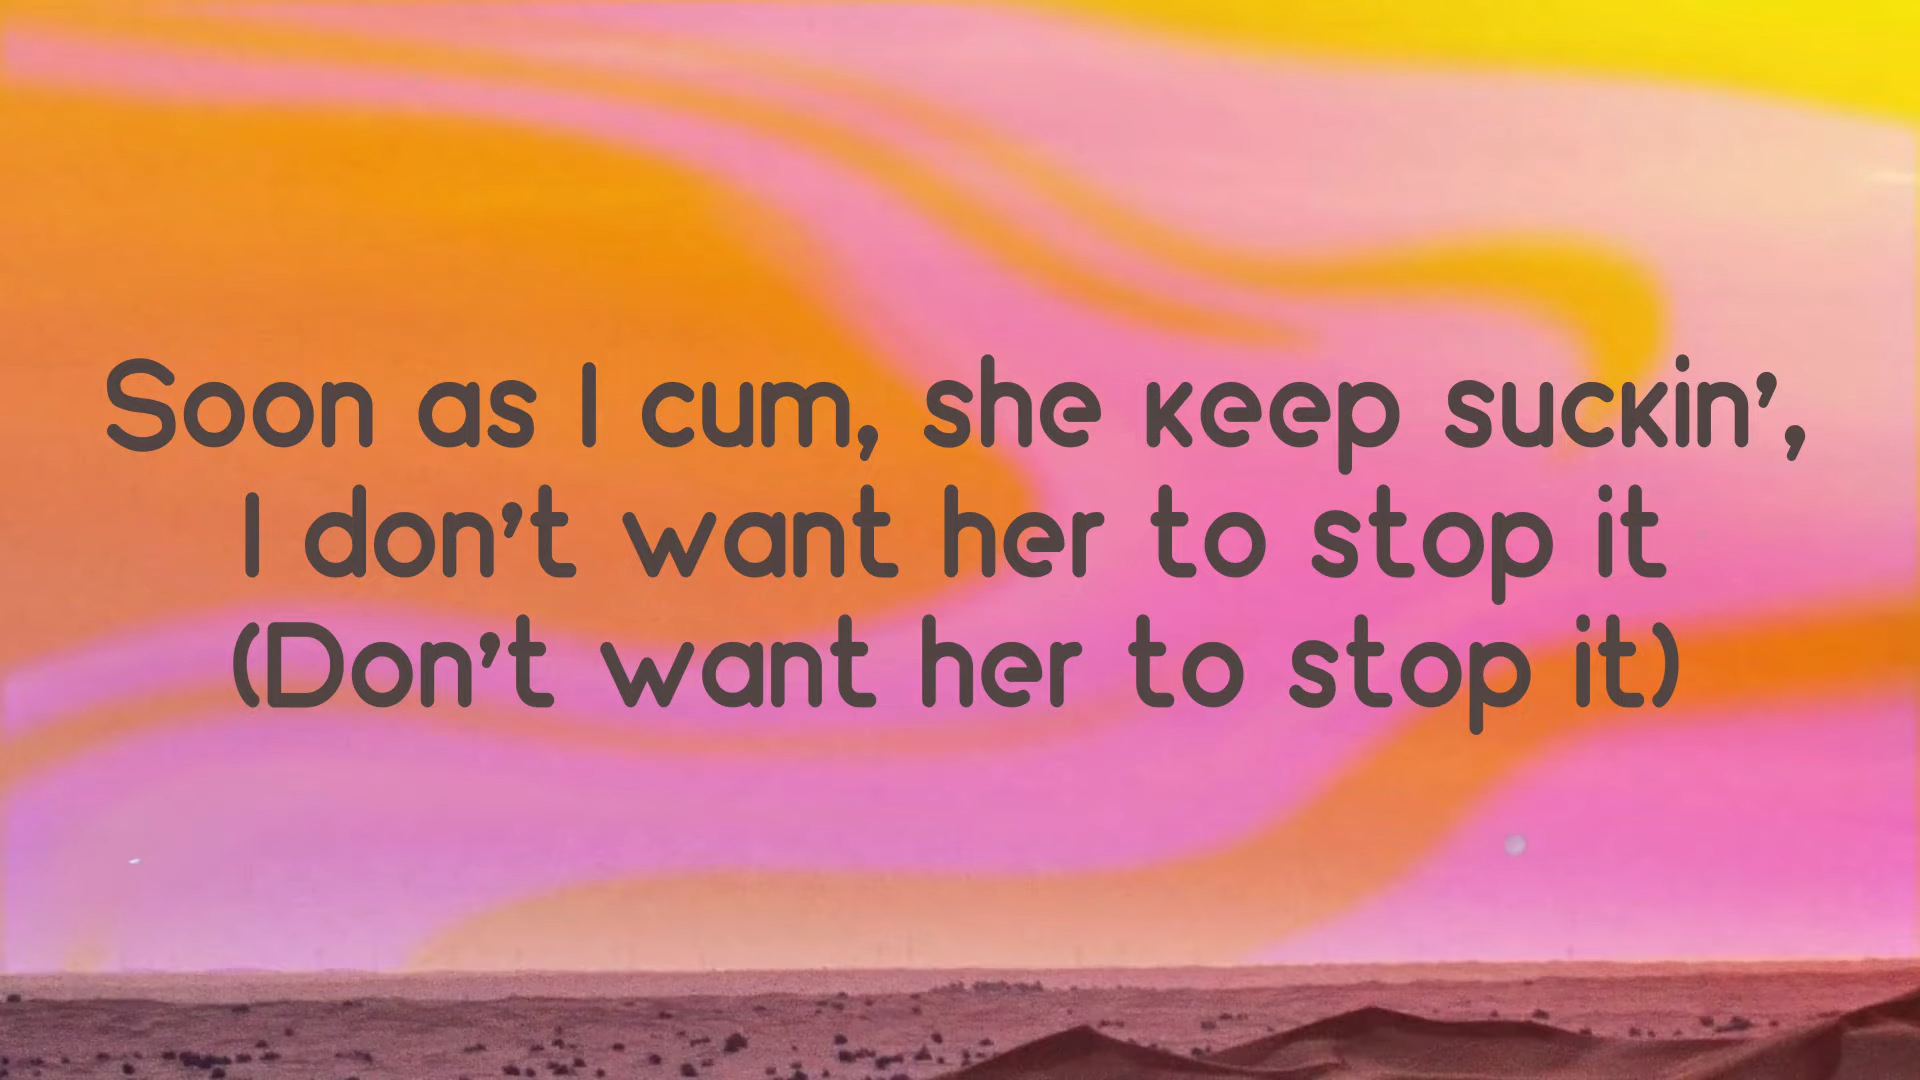 Soon as I cum, she keep suckin',
I don't want her to stop it
(Don't want her to stop it)